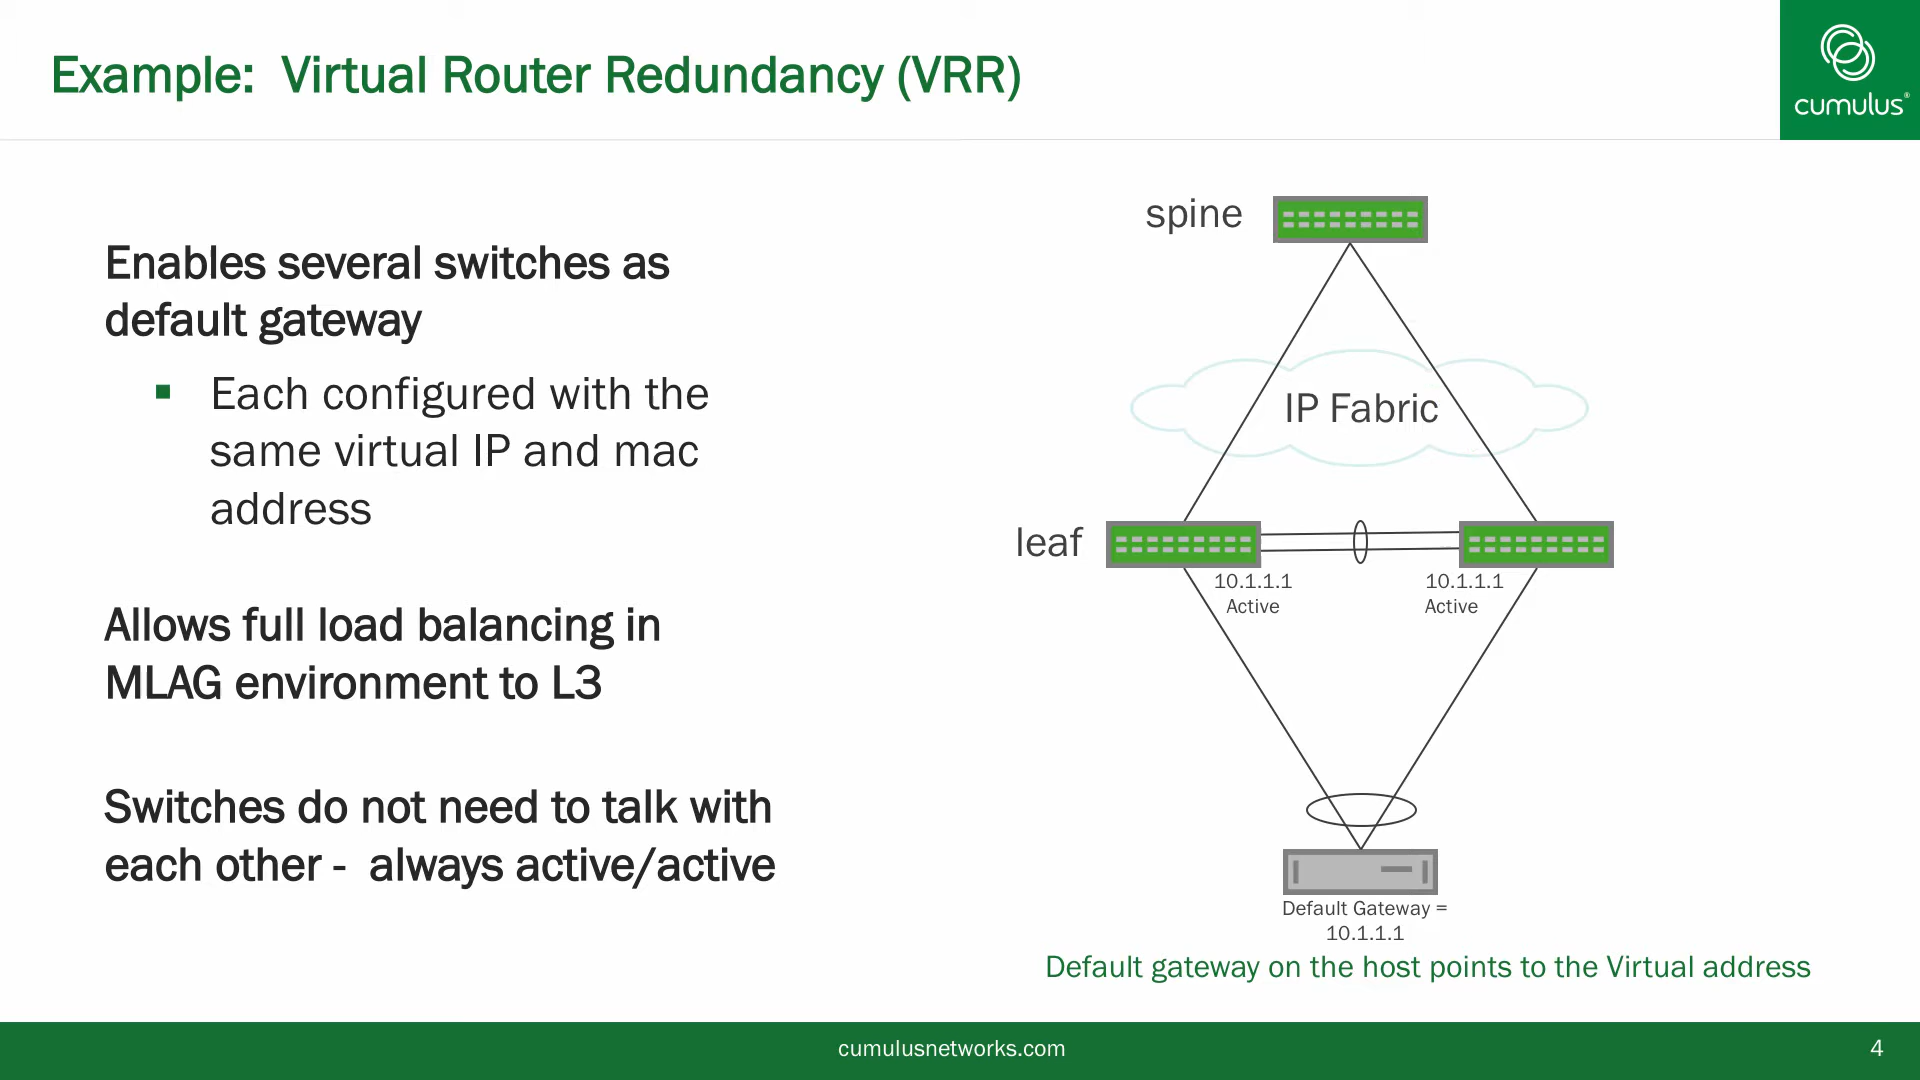 Example:  Virtual Router Redundancy (VRR)
cumulus®
Enables several switches as
default gateway
▪ Each configured with the
same virtual IP and mac
address
Allows full load balancing in
MLAG environment to L3
Switches do not need to talk with
each other -  always active/active
spine
IP Fabric
leaf
10.1.1.1
Active
10.1.1.1
Active
Default Gateway =
10.1.1.1
Default gateway on the host points to the Virtual address
cumulusnetworks.com
4